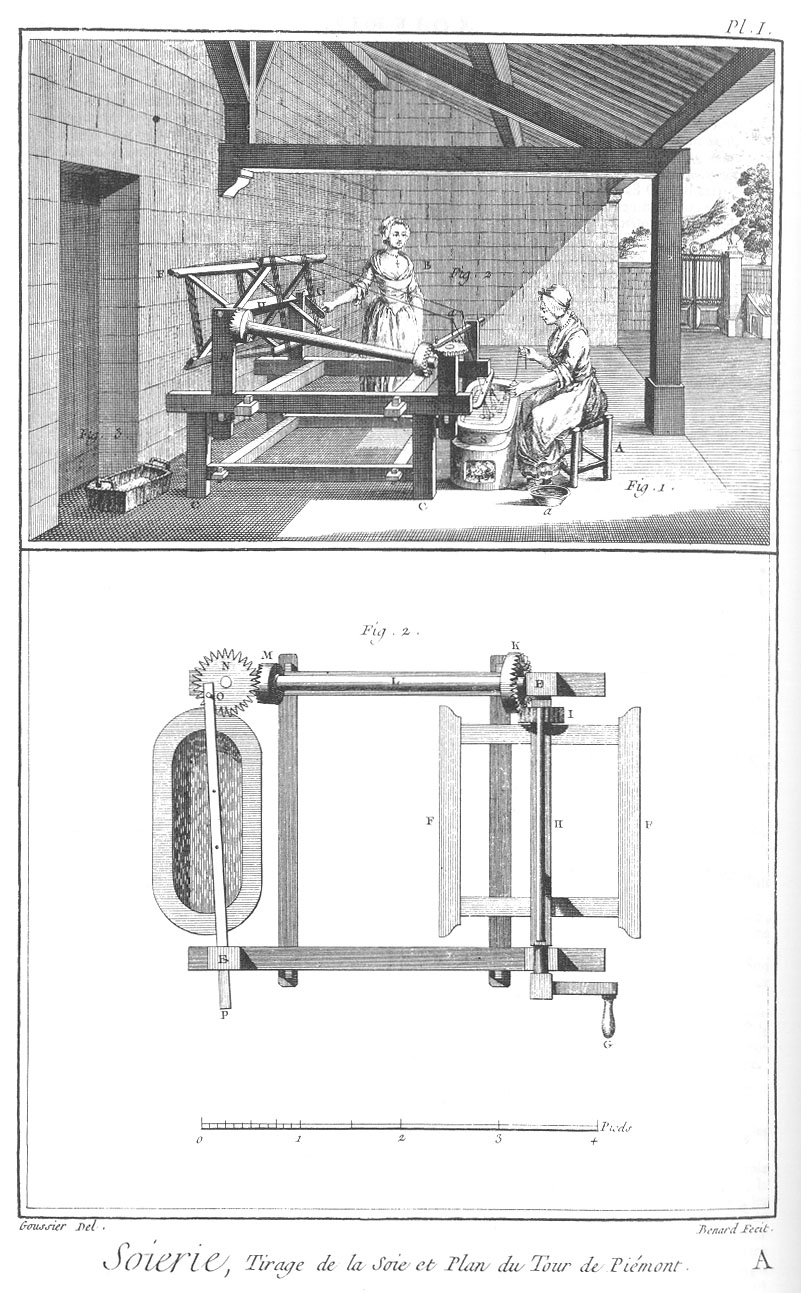 Pl. I.
F
H
G
B
Fig. 2
Fig. 3
S
A
Fig. 1.
C
C
a
Fig. 2.
K
M
N
L
O
I
F
H
F
B
P
G
0 1 2 3 4 Pieds
Goussier Del.
Benard Fecit.
Soierie, Tirage de la Soie et Plan du Tour de Piémont.
A